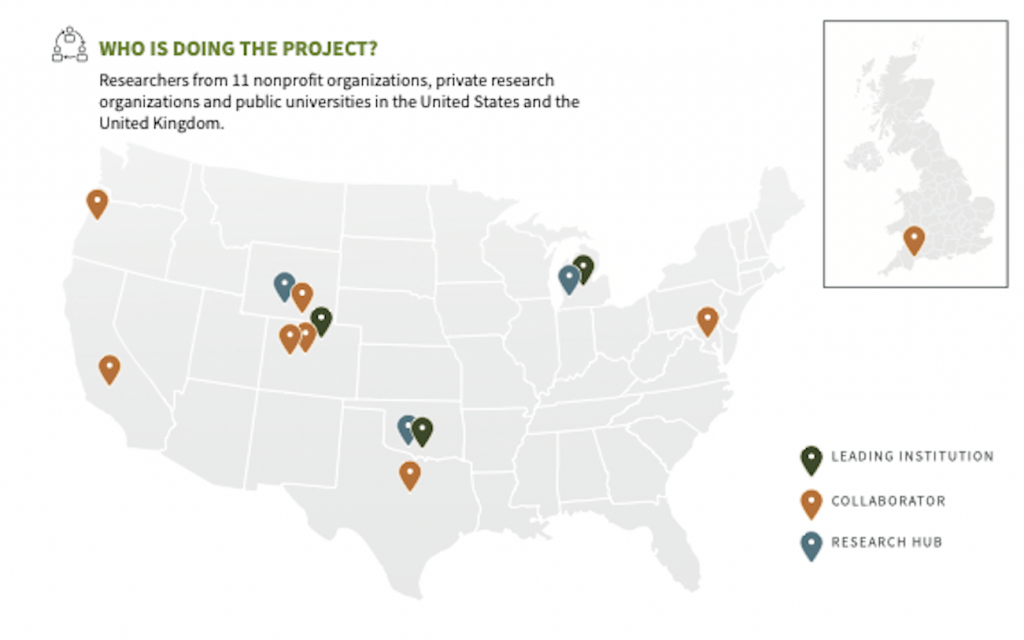 WHO IS DOING THE PROJECT?
Researchers from 11 nonprofit organizations, private research
organizations and public universities in the United States and the
United Kingdom.
LEADING INSTITUTION
COLLABORATOR
RESEARCH HUB